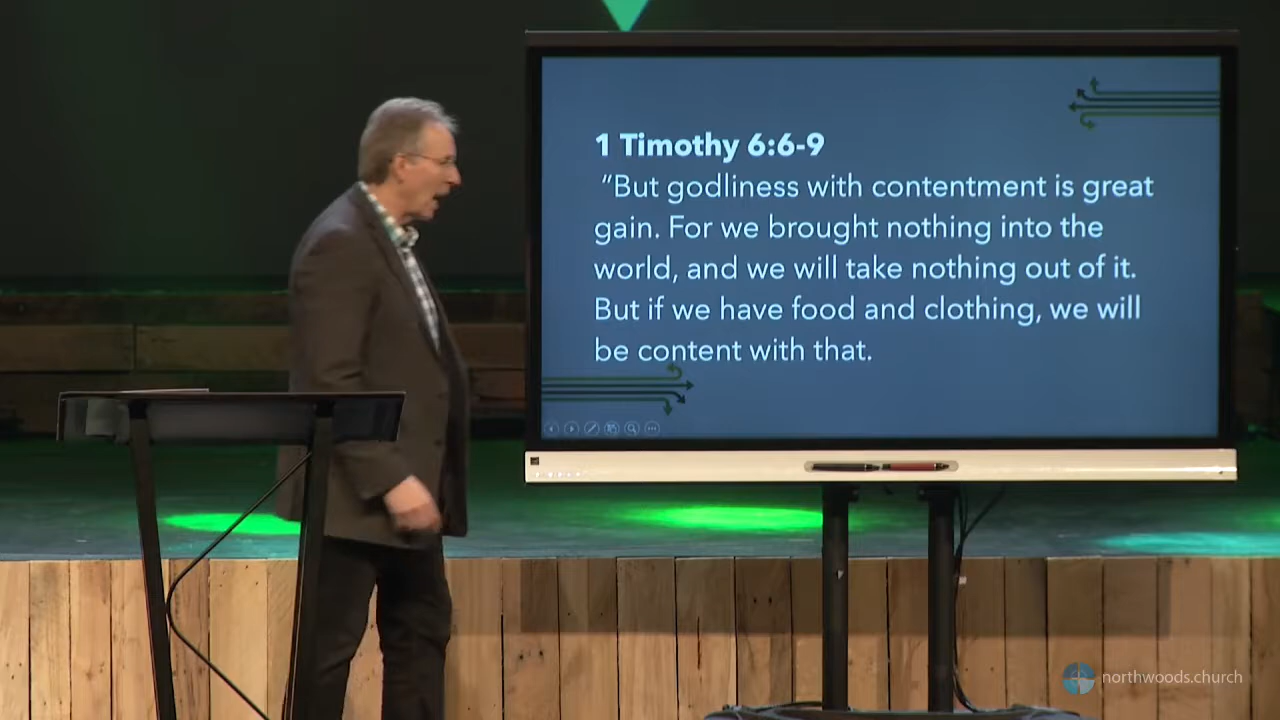 1 Timothy 6:6-9
“But godliness with contentment is great
gain. For we brought nothing into the
world, and we will take nothing out of it.
But if we have food and clothing, we will
be content with that.
northwoods.church